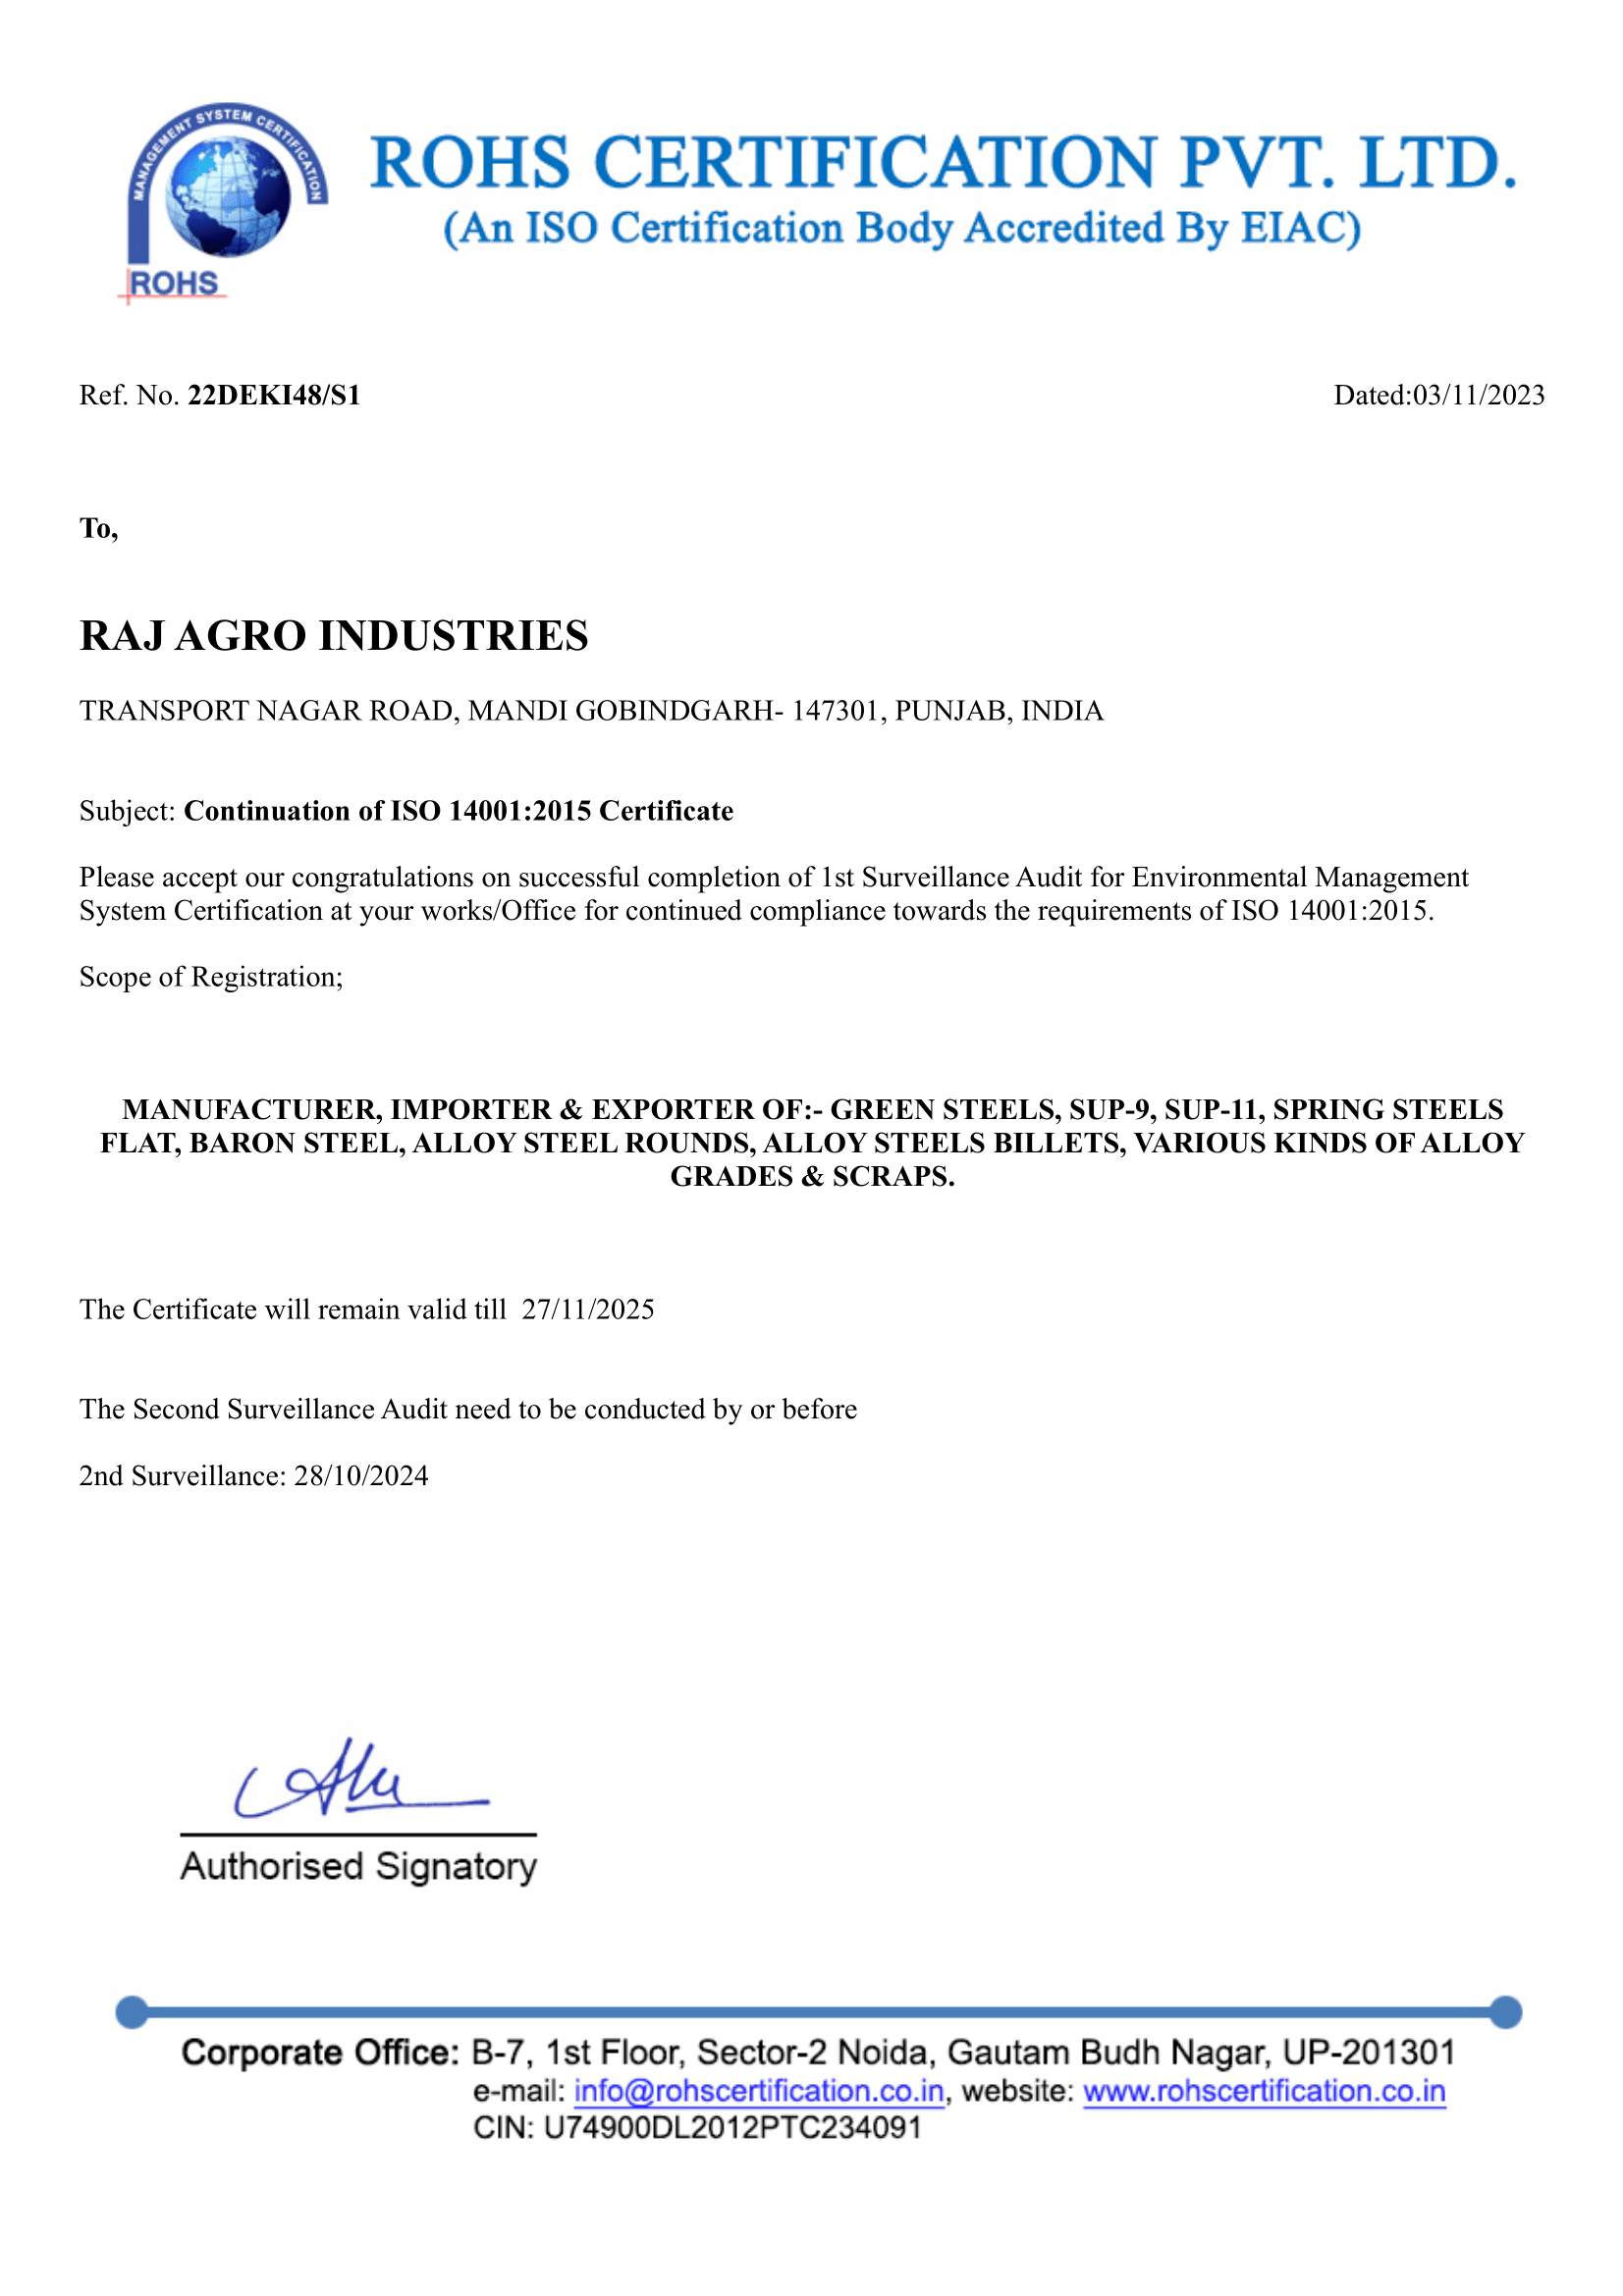 MANAGEMENT SYSTEM CERTIFICATION
ROHS
ROHS CERTIFICATION PVT. LTD.
(An ISO Certification Body Accredited By EIAC)
Ref. No. 22DEKI48/S1 Dated:03/11/2023
To,
RAJ AGRO INDUSTRIES
TRANSPORT NAGAR ROAD, MANDI GOBINDGARH- 147301, PUNJAB, INDIA
Subject: Continuation of ISO 14001:2015 Certificate
Please accept our congratulations on successful completion of 1st Surveillance Audit for Environmental Management
System Certification at your works/Office for continued compliance towards the requirements of ISO 14001:2015.
Scope of Registration;
MANUFACTURER, IMPORTER & EXPORTER OF:- GREEN STEELS, SUP-9, SUP-11, SPRING STEELS
FLAT, BARON STEEL, ALLOY STEEL ROUNDS, ALLOY STEELS BILLETS, VARIOUS KINDS OF ALLOY
GRADES & SCRAPS.
The Certificate will remain valid till 27/11/2025
The Second Surveillance Audit need to be conducted by or before
2nd Surveillance: 28/10/2024
Authorised Signatory
Corporate Office: B-7, 1st Floor, Sector-2 Noida, Gautam Budh Nagar, UP-201301
e-mail: info@rohscertification.co.in, website: www.rohscertification.co.in
CIN: U74900DL2012PTC234091